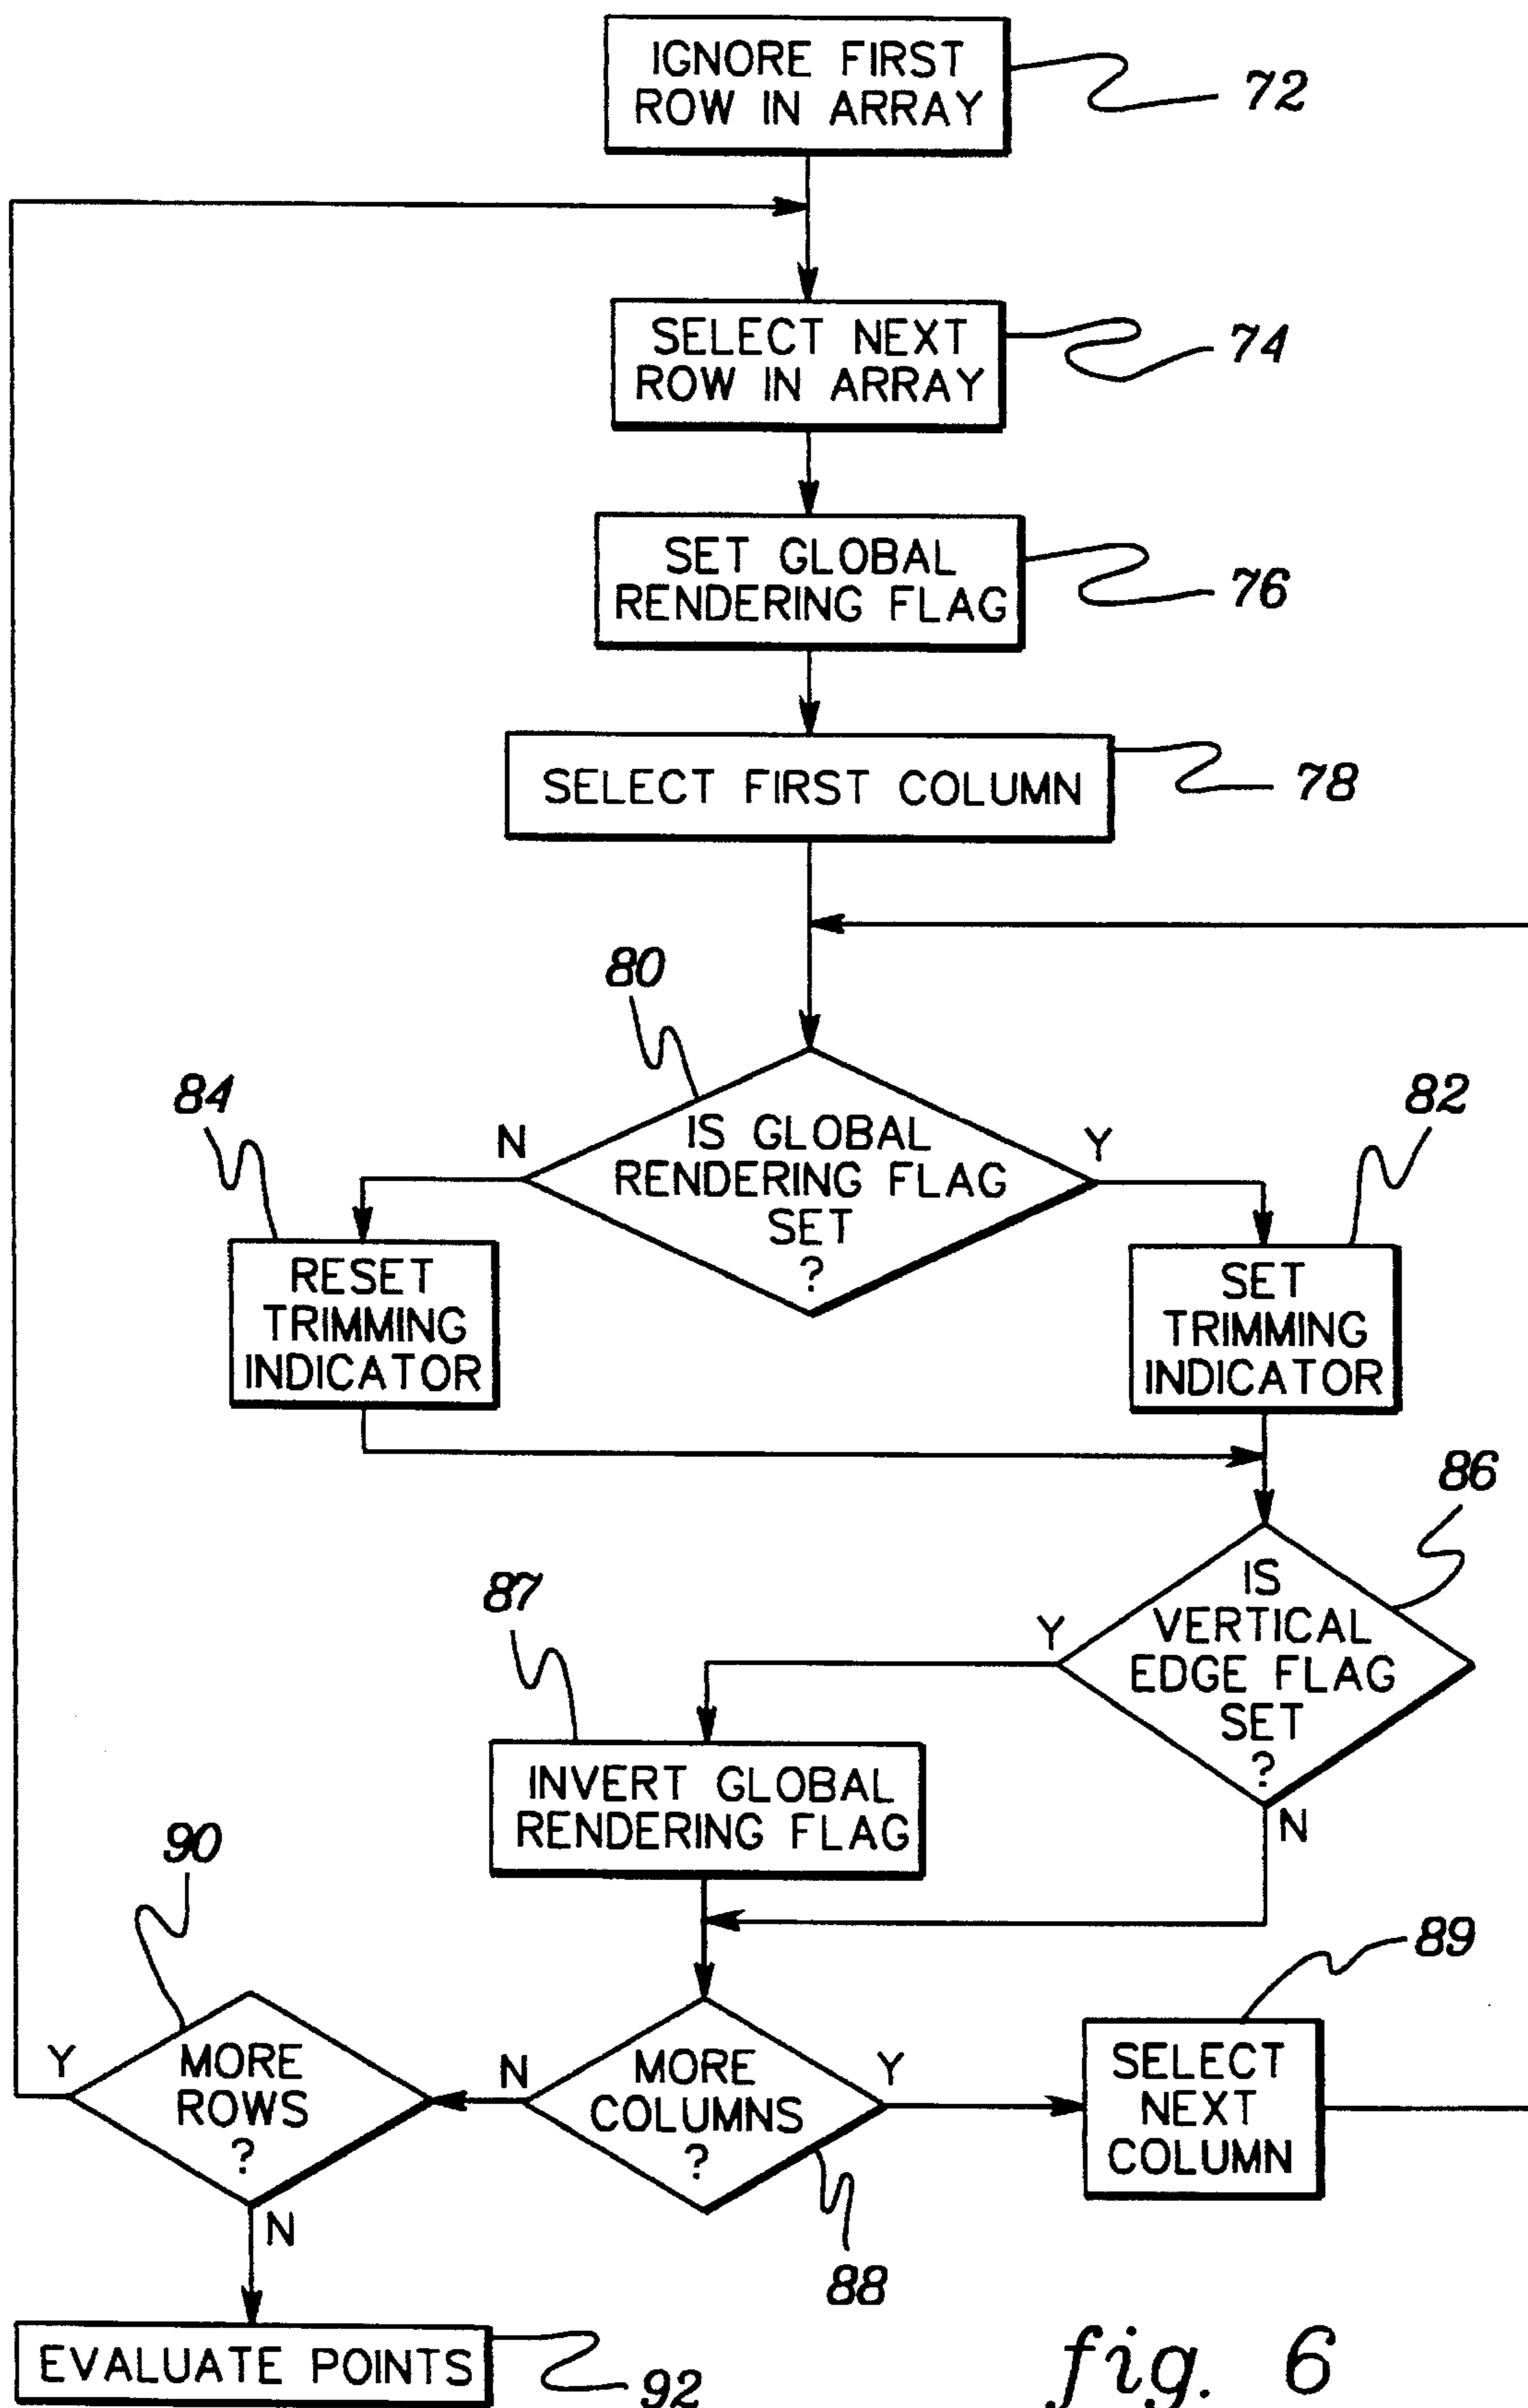 IGNORE FIRST
ROW IN ARRAY
72
SELECT NEXT
ROW IN ARRAY
74
SET GLOBAL
RENDERING FLAG
76
SELECT FIRST COLUMN
78
80
IS GLOBAL
RENDERING FLAG
SET
?
N
Y
84
RESET
TRIMMING
INDICATOR
82
SET
TRIMMING
INDICATOR
86
IS
VERTICAL
EDGE FLAG
SET
?
Y
N
87
INVERT GLOBAL
RENDERING FLAG
90
MORE
ROWS
?
Y
N
MORE
COLUMNS
?
N
Y
88
89
SELECT
NEXT
COLUMN
EVALUATE POINTS
92
fig. 6